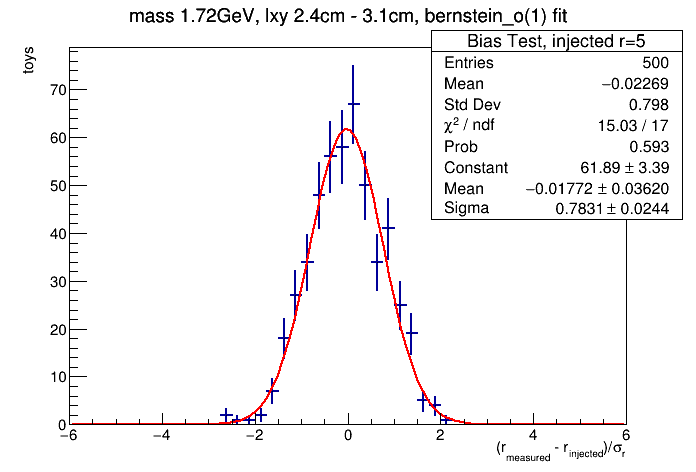 mass 1.72GeV, lxy 2.4cm - 3.1cm, bernstein_o(1) fit
Bias Test, injected r=5
Entries 500
Mean −0.02269
Std Dev 0.798
χ² / ndf 15.03 / 17
Prob 0.593
Constant 61.89 ± 3.39
Mean −0.01772 ± 0.03620
Sigma 0.7831 ± 0.0244
toys
70
60
50
40
30
20
10
0
−6 −4 −2 0 2 4 6
(r_measured - r_injected)/σ_r